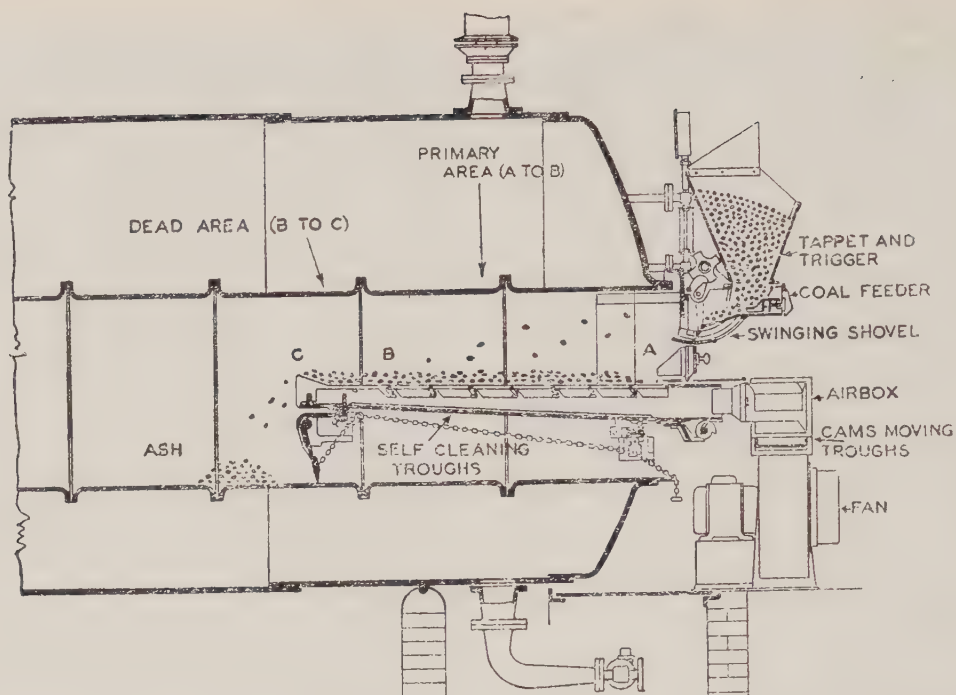 PRIMARY
AREA (A TO B)
DEAD AREA (B TO C)
TAPPET AND
TRIGGER
COAL FEEDER
SWINGING SHOVEL
C
B
A
AIRBOX
CAMS MOVING
TROUGHS
ASH
SELF CLEANING
TROUGHS
FAN